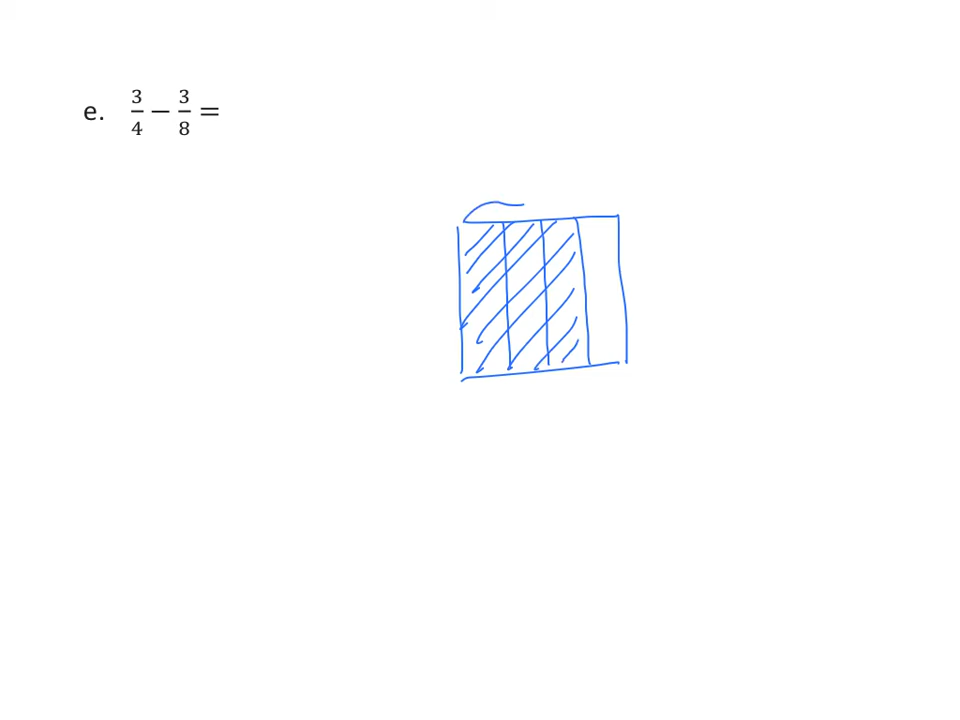 e. 3/4 − 3/8 =